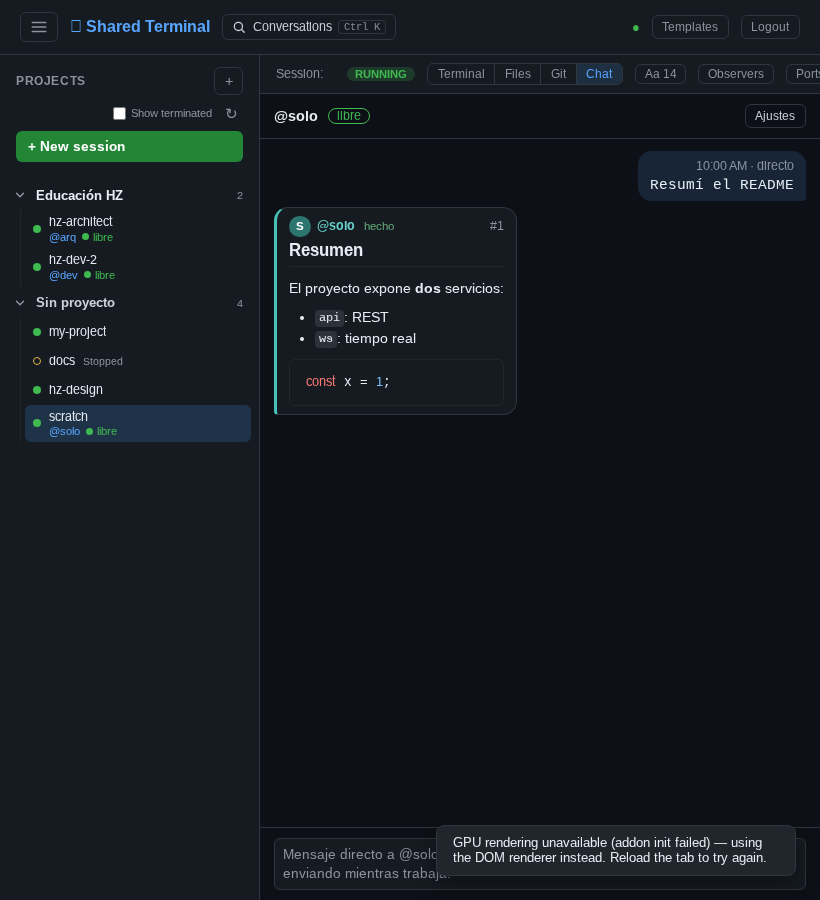 Shared Terminal
Conversations Ctrl K
Templates
Logout
PROJECTS
+
Show terminated
+ New session
Educación HZ 2
hz-architect
@arq libre
hz-dev-2
@dev libre
Sin proyecto 4
my-project
docs Stopped
hz-design
scratch
@solo libre
Session: RUNNING Terminal Files Git Chat Aa 14 Observers Ports
@solo libre Ajustes
10:00 AM · directo
Resumí el README
S @solo hecho #1
Resumen
El proyecto expone dos servicios:
• api: REST
• ws: tiempo real
const x = 1;
Mensaje directo a @solo
enviando mientras trabaja.
GPU rendering unavailable (addon init failed) — using
the DOM renderer instead. Reload the tab to try again.